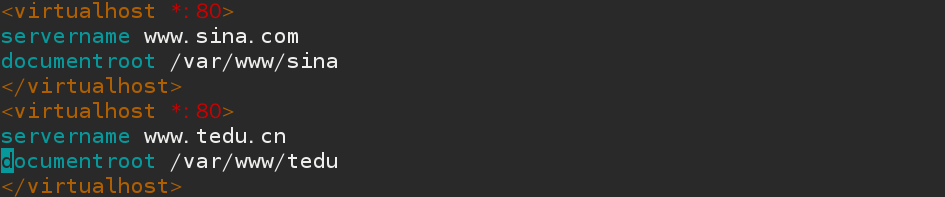 <virtualhost *:80>
servername www.sina.com
documentroot /var/www/sina
</virtualhost>
<virtualhost *:80>
servername www.tedu.cn
documentroot /var/www/tedu
</virtualhost>